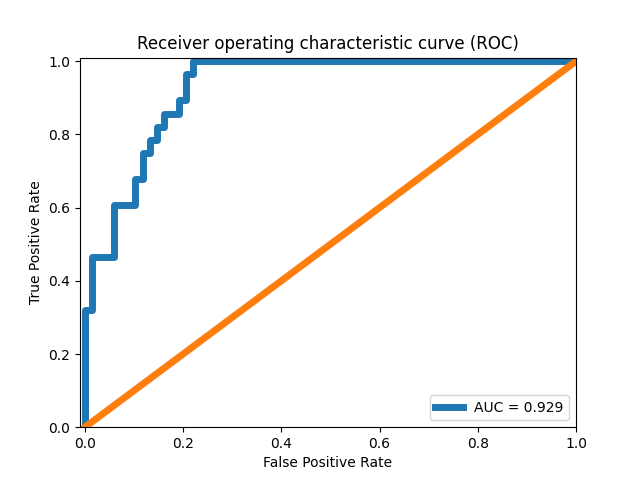 Receiver operating characteristic curve (ROC)
1.0
0.8
0.6
0.4
0.2
0.0
True Positive Rate
AUC = 0.929
0.0 0.2 0.4 0.6 0.8 1.0
False Positive Rate